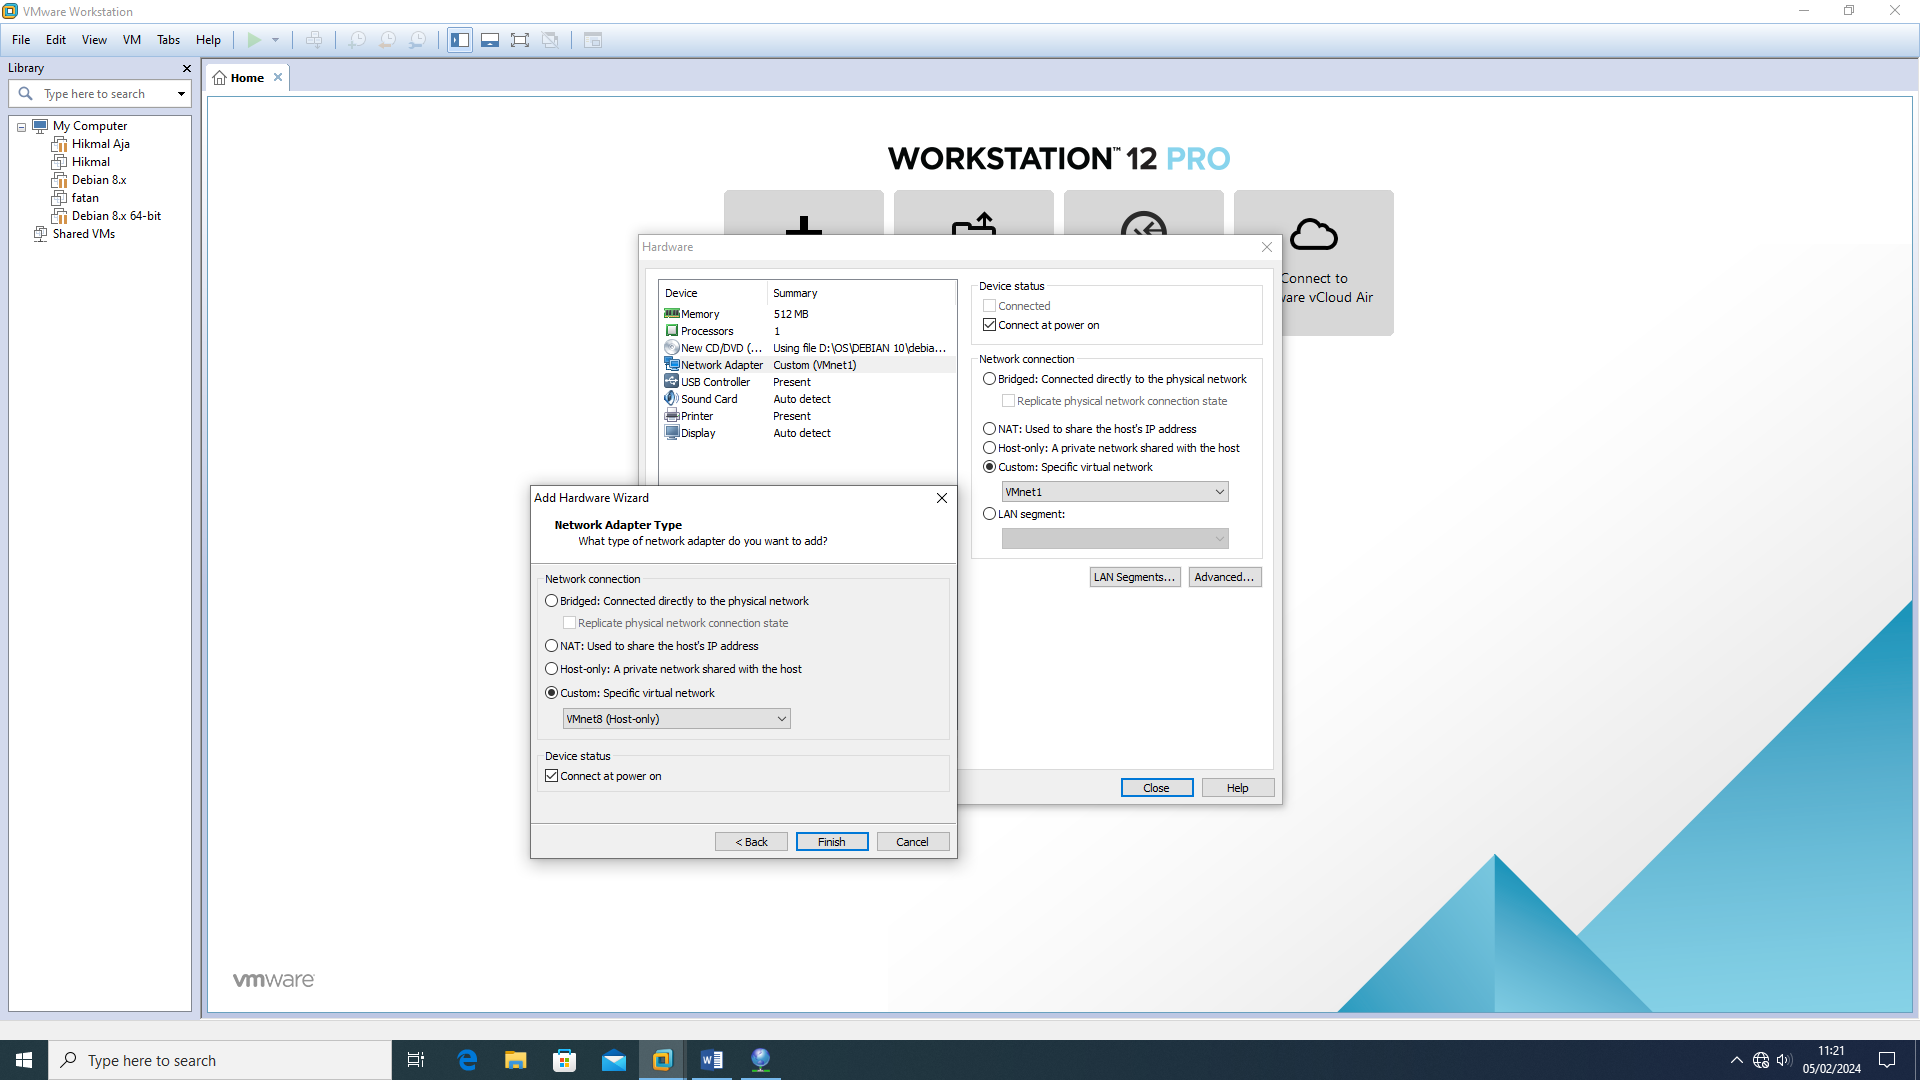 VMware Workstation
File Edit View VM Tabs Help
Library
Type here to search
My Computer
Hikmal Aja
Hikmal
Debian 8.x
fatan
Debian 8.x 64-bit
Shared VMs
Home
WORKSTATION™ 12 PRO
Connect to
ware vCloud Air
Hardware
Device Summary
Memory 512 MB
Processors 1
New CD/DVD (... Using file D:\OS\DEBIAN 10\debia...
Network Adapter Custom (VMnet1)
USB Controller Present
Sound Card Auto detect
Printer Present
Display Auto detect
Device status
Connected
Connect at power on
Network connection
Bridged: Connected directly to the physical network
Replicate physical network connection state
NAT: Used to share the host's IP address
Host-only: A private network shared with the host
Custom: Specific virtual network
VMnet1
LAN segment:
LAN Segments... Advanced...
Close Help
Add Hardware Wizard
Network Adapter Type
What type of network adapter do you want to add?
Network connection
Bridged: Connected directly to the physical network
Replicate physical network connection state
NAT: Used to share the host's IP address
Host-only: A private network shared with the host
Custom: Specific virtual network
VMnet8 (Host-only)
Device status
Connect at power on
< Back Finish Cancel
vmware
Type here to search
11:21
05/02/2024